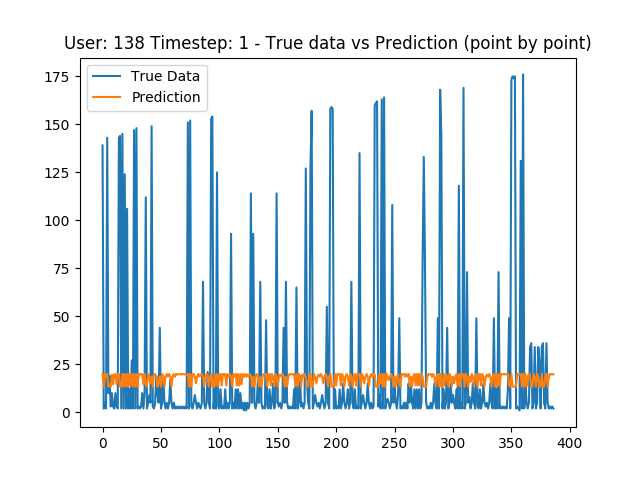 User: 138 Timestep: 1 - True data vs Prediction (point by point)
True Data
Prediction
175
150
125
100
75
50
25
0
0 50 100 150 200 250 300 350 400